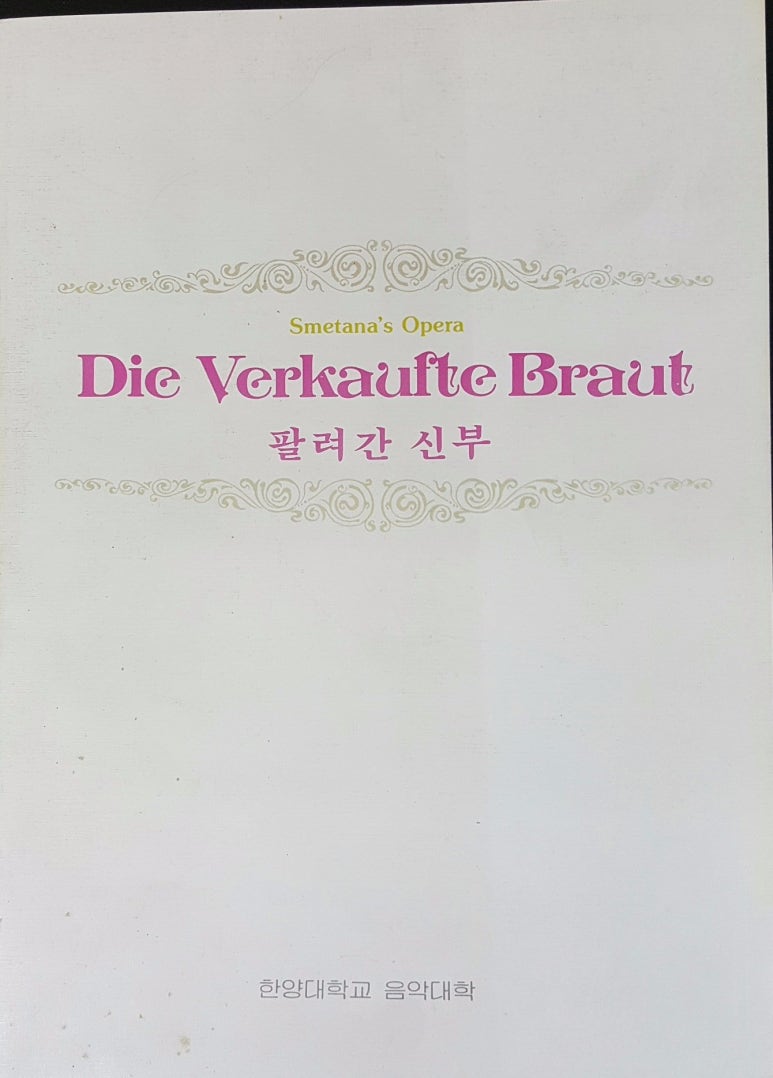 Smetana's Opera
Die Verkaufte Braut
팔려간 신부
한양대학교 음악대학